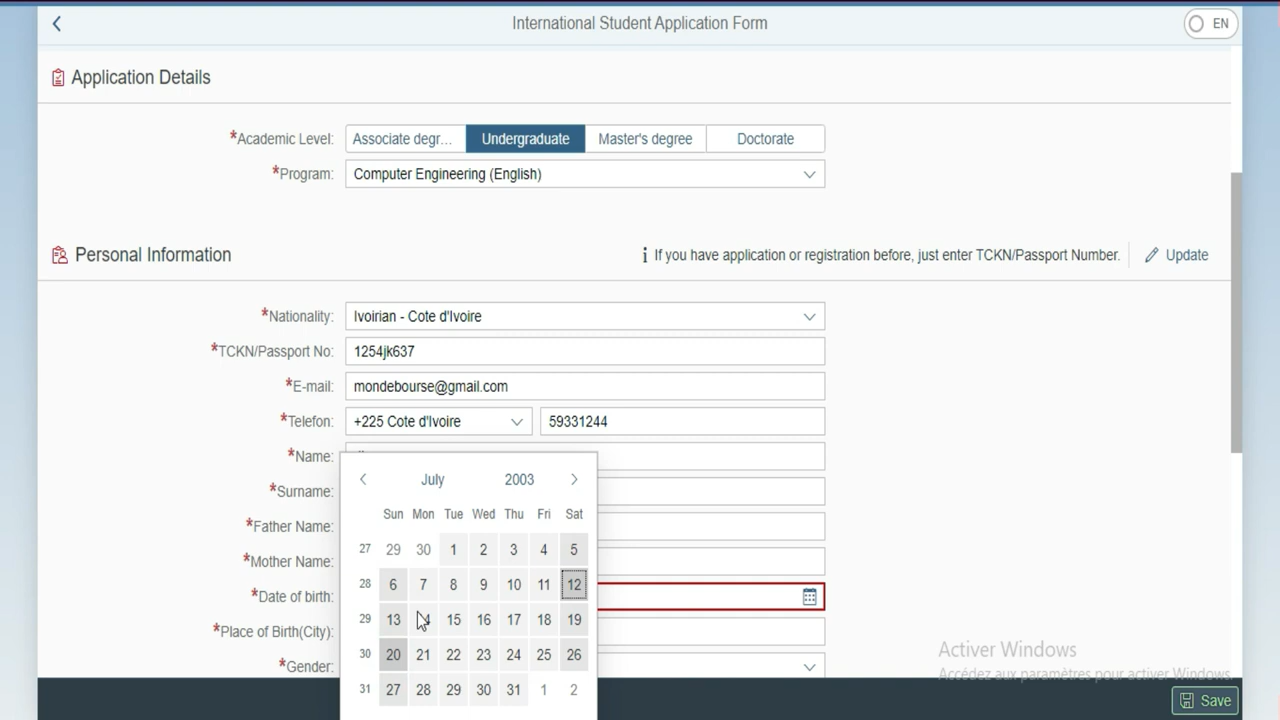 International Student Application Form
EN
Application Details
*Academic Level: Associate degr... Undergraduate Master's degree Doctorate
*Program: Computer Engineering (English)
Personal Information
i If you have application or registration before, just enter TCKN/Passport Number. Update
*Nationality: Ivoirian - Cote d'Ivoire
*TCKN/Passport No: 1254jk637
*E-mail: mondebourse@gmail.com
*Telefon: +225 Cote d'Ivoire 59331244
*Name:
*Surname:
*Father Name:
*Mother Name:
*Date of birth:
*Place of Birth(City):
*Gender:
July 2003
Sun Mon Tue Wed Thu Fri Sat
27 29 30 1 2 3 4 5
28 6 7 8 9 10 11 12
29 13 15 16 17 18 19
30 20 21 22 23 24 25 26
31 27 28 29 30 31 1 2
Activer Windows
Accédez aux paramètres pour activer Windows.
Save